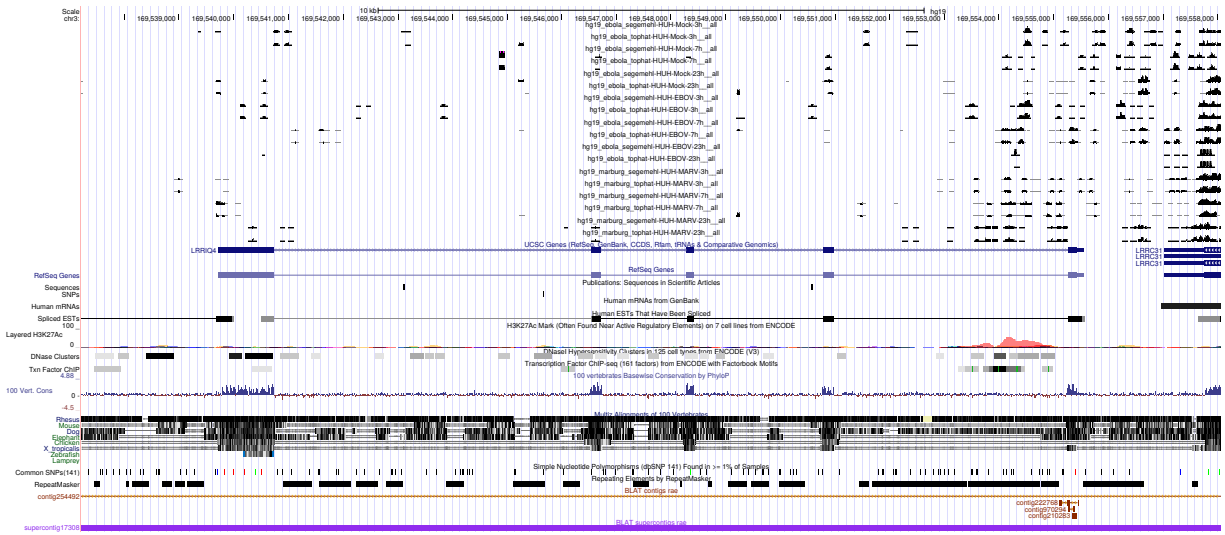 Scale 10 kb hg19
chr3: 169,539,000 169,540,000 169,541,000 169,542,000 169,543,000 169,544,000 169,545,000 169,546,000 169,547,000 169,548,000 169,549,000 169,550,000 169,551,000 169,552,000 169,553,000 169,554,000 169,555,000 169,556,000 169,557,000 169,558,000
hg19_ebola_segemehl-HUH-Mock-3h__all
hg19_ebola_tophat-HUH-Mock-3h__all
hg19_ebola_segemehl-HUH-Mock-7h__all
hg19_ebola_tophat-HUH-Mock-7h__all
hg19_ebola_segemehl-HUH-Mock-23h__all
hg19_ebola_tophat-HUH-Mock-23h__all
hg19_ebola_segemehl-HUH-EBOV-3h__all
hg19_ebola_tophat-HUH-EBOV-3h__all
hg19_ebola_segemehl-HUH-EBOV-7h__all
hg19_ebola_tophat-HUH-EBOV-7h__all
hg19_ebola_segemehl-HUH-EBOV-23h__all
hg19_ebola_tophat-HUH-EBOV-23h__all
hg19_marburg_segemehl-HUH-MARV-3h__all
hg19_marburg_tophat-HUH-MARV-3h__all
hg19_marburg_segemehl-HUH-MARV-7h__all
hg19_marburg_tophat-HUH-MARV-7h__all
hg19_marburg_segemehl-HUH-MARV-23h__all
hg19_marburg_tophat-HUH-MARV-23h__all
UCSC Genes (RefSeq, GenBank, CCDS, Rfam, tRNAs & Comparative Genomics)
LRRIQ4 LRRC31
LRRC31
LRRC31
RefSeq Genes
RefSeq Genes
Publications: Sequences in Scientific Articles
Sequences
SNPs
Human mRNAs from GenBank
Human mRNAs
Human ESTs That Have Been Spliced
Spliced ESTs
H3K27Ac Mark (Often Found Near Active Regulatory Elements) on 7 cell lines from ENCODE
100
Layered H3K27Ac
0
DNaseI Hypersensitivity Clusters in 125 cell types from ENCODE (V3)
DNase Clusters
Transcription Factor ChIP-seq (161 factors) from ENCODE with Factorbook Motifs
Txn Factor ChIP
100 vertebrates Basewise Conservation by PhyloP
4.88
100 Vert. Cons
0
-4.5
Multiz Alignments of 100 Vertebrates
Rhesus
Mouse
Dog
Elephant
Chicken
X_tropicalis
Zebrafish
Lamprey
Simple Nucleotide Polymorphisms (dbSNP 141) Found in >= 1% of Samples
Common SNPs(141)
Repeating Elements by RepeatMasker
RepeatMasker
BLAT contigs rae
contig254492
contig222768
contig970294
contig210283
BLAT supercontigs rae
supercontig17308